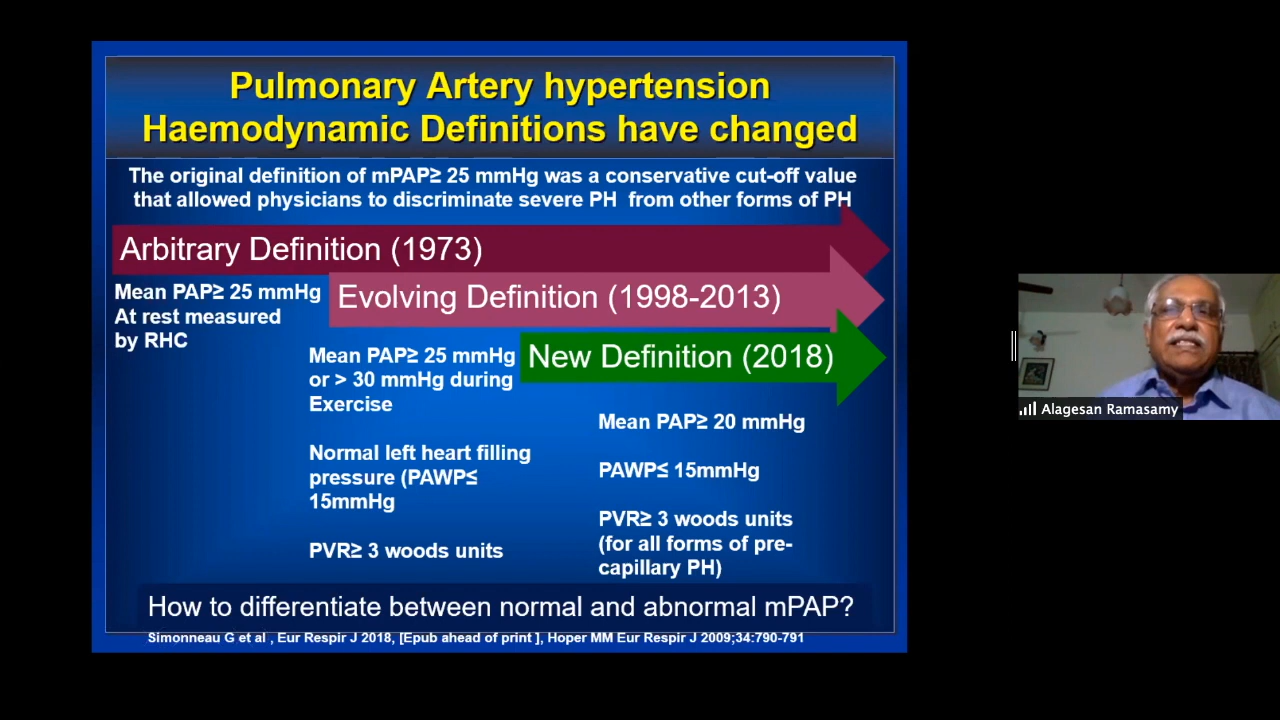 Pulmonary Artery hypertension
Haemodynamic Definitions have changed
The original definition of mPAP≥ 25 mmHg was a conservative cut-off value
that allowed physicians to discriminate severe PH from other forms of PH
Arbitrary Definition (1973)
Mean PAP≥ 25 mmHg
At rest measured
by RHC
Evolving Definition (1998-2013)
Mean PAP≥ 25 mmHg
or > 30 mmHg during
Exercise
Normal left heart filling
pressure (PAWP≤
15mmHg
PVR≥ 3 woods units
New Definition (2018)
Mean PAP≥ 20 mmHg
PAWP≤ 15mmHg
PVR≥ 3 woods units
(for all forms of pre-
capillary PH)
How to differentiate between normal and abnormal mPAP?
Simonneau G et al , Eur Respir J 2018, [Epub ahead of print ], Hoper MM Eur Respir J 2009;34:790-791
Alagesan Ramasamy